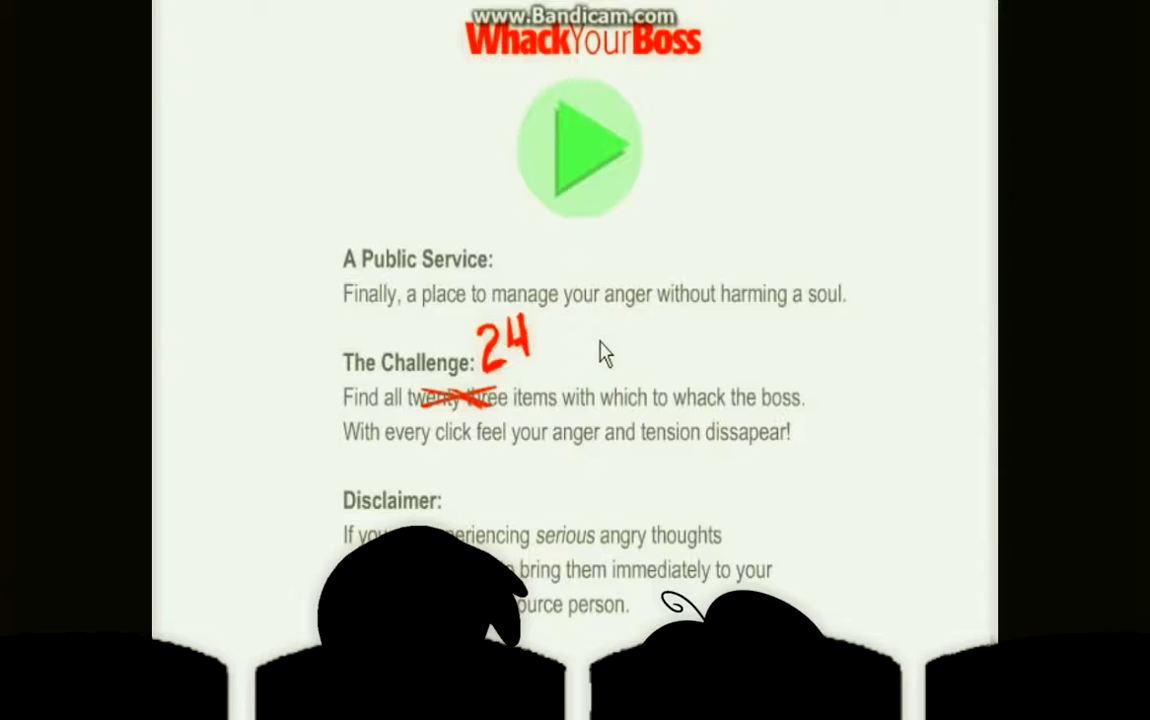 www.Bandicam.com
WhackYourBoss
A Public Service:
Finally, a place to manage your anger without harming a soul.
24
The Challenge:
Find all twenty three items with which to whack the boss.
With every click feel your anger and tension dissapear!
Disclaimer:
If serious angry thoughts
bring them immediately to your
person.